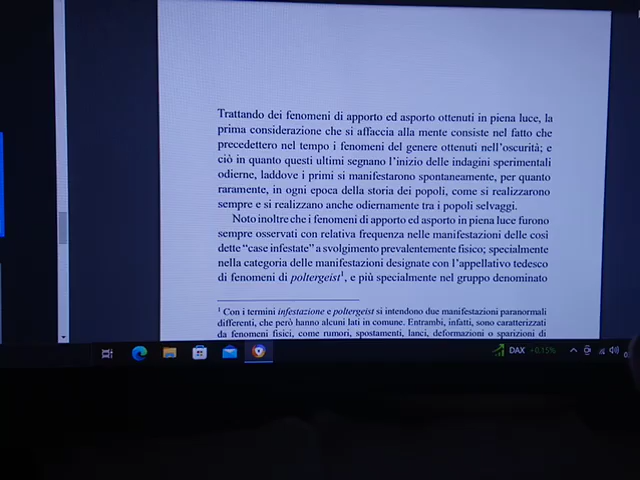 Trattando dei fenomeni di apporto ed asporto ottenuti in piena luce, la
prima considerazione che si affaccia alla mente consiste nel fatto che
precedettero nel tempo i fenomeni del genere ottenuti nell'oscurità; e
ciò in quanto questi ultimi segnano l'inizio delle indagini sperimentali
odierne, laddove i primi si manifestarono spontaneamente, per quanto
raramente, in ogni epoca della storia dei popoli, come si realizzarono
sempre e si realizzano anche odiernamente tra i popoli selvaggi.
Noto inoltre che i fenomeni di apporto ed asporto in piena luce furono
sempre osservati con relativa frequenza nelle manifestazioni delle così
dette "case infestate" a svolgimento prevalentemente fisico; specialmente
nella categoria delle manifestazioni designate con l'appellativo tedesco
di fenomeni di poltergeist¹, e più specialmente nel gruppo denominato
¹ Con i termini infestazione e poltergeist si intendono due manifestazioni paranormali
differenti, che però hanno alcuni lati in comune. Entrambi, infatti, sono caratterizzati
da fenomeni fisici, come rumori, spostamenti, lanci, deformazioni o sparizioni di
DAX +0.15%